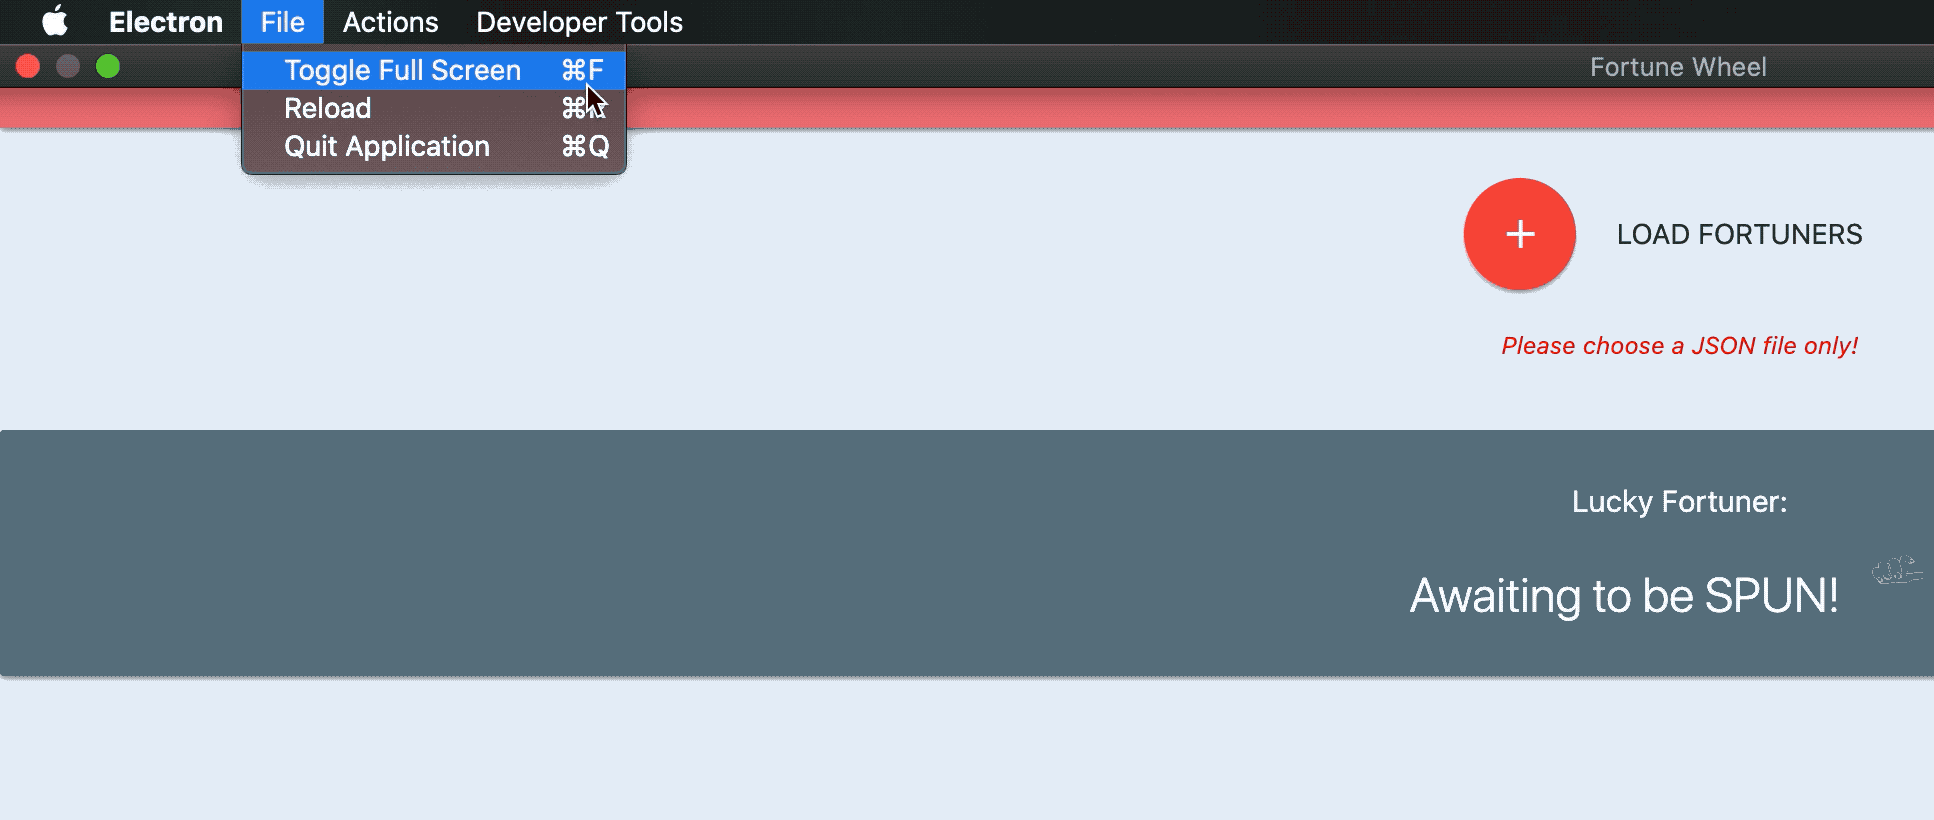 Electron File Actions Developer Tools
Fortune Wheel
Toggle Full Screen ⌘F
Reload ⌘
Quit Application ⌘Q
+ LOAD FORTUNERS
Please choose a JSON file only!
Lucky Fortuner:
Awaiting to be SPUN!